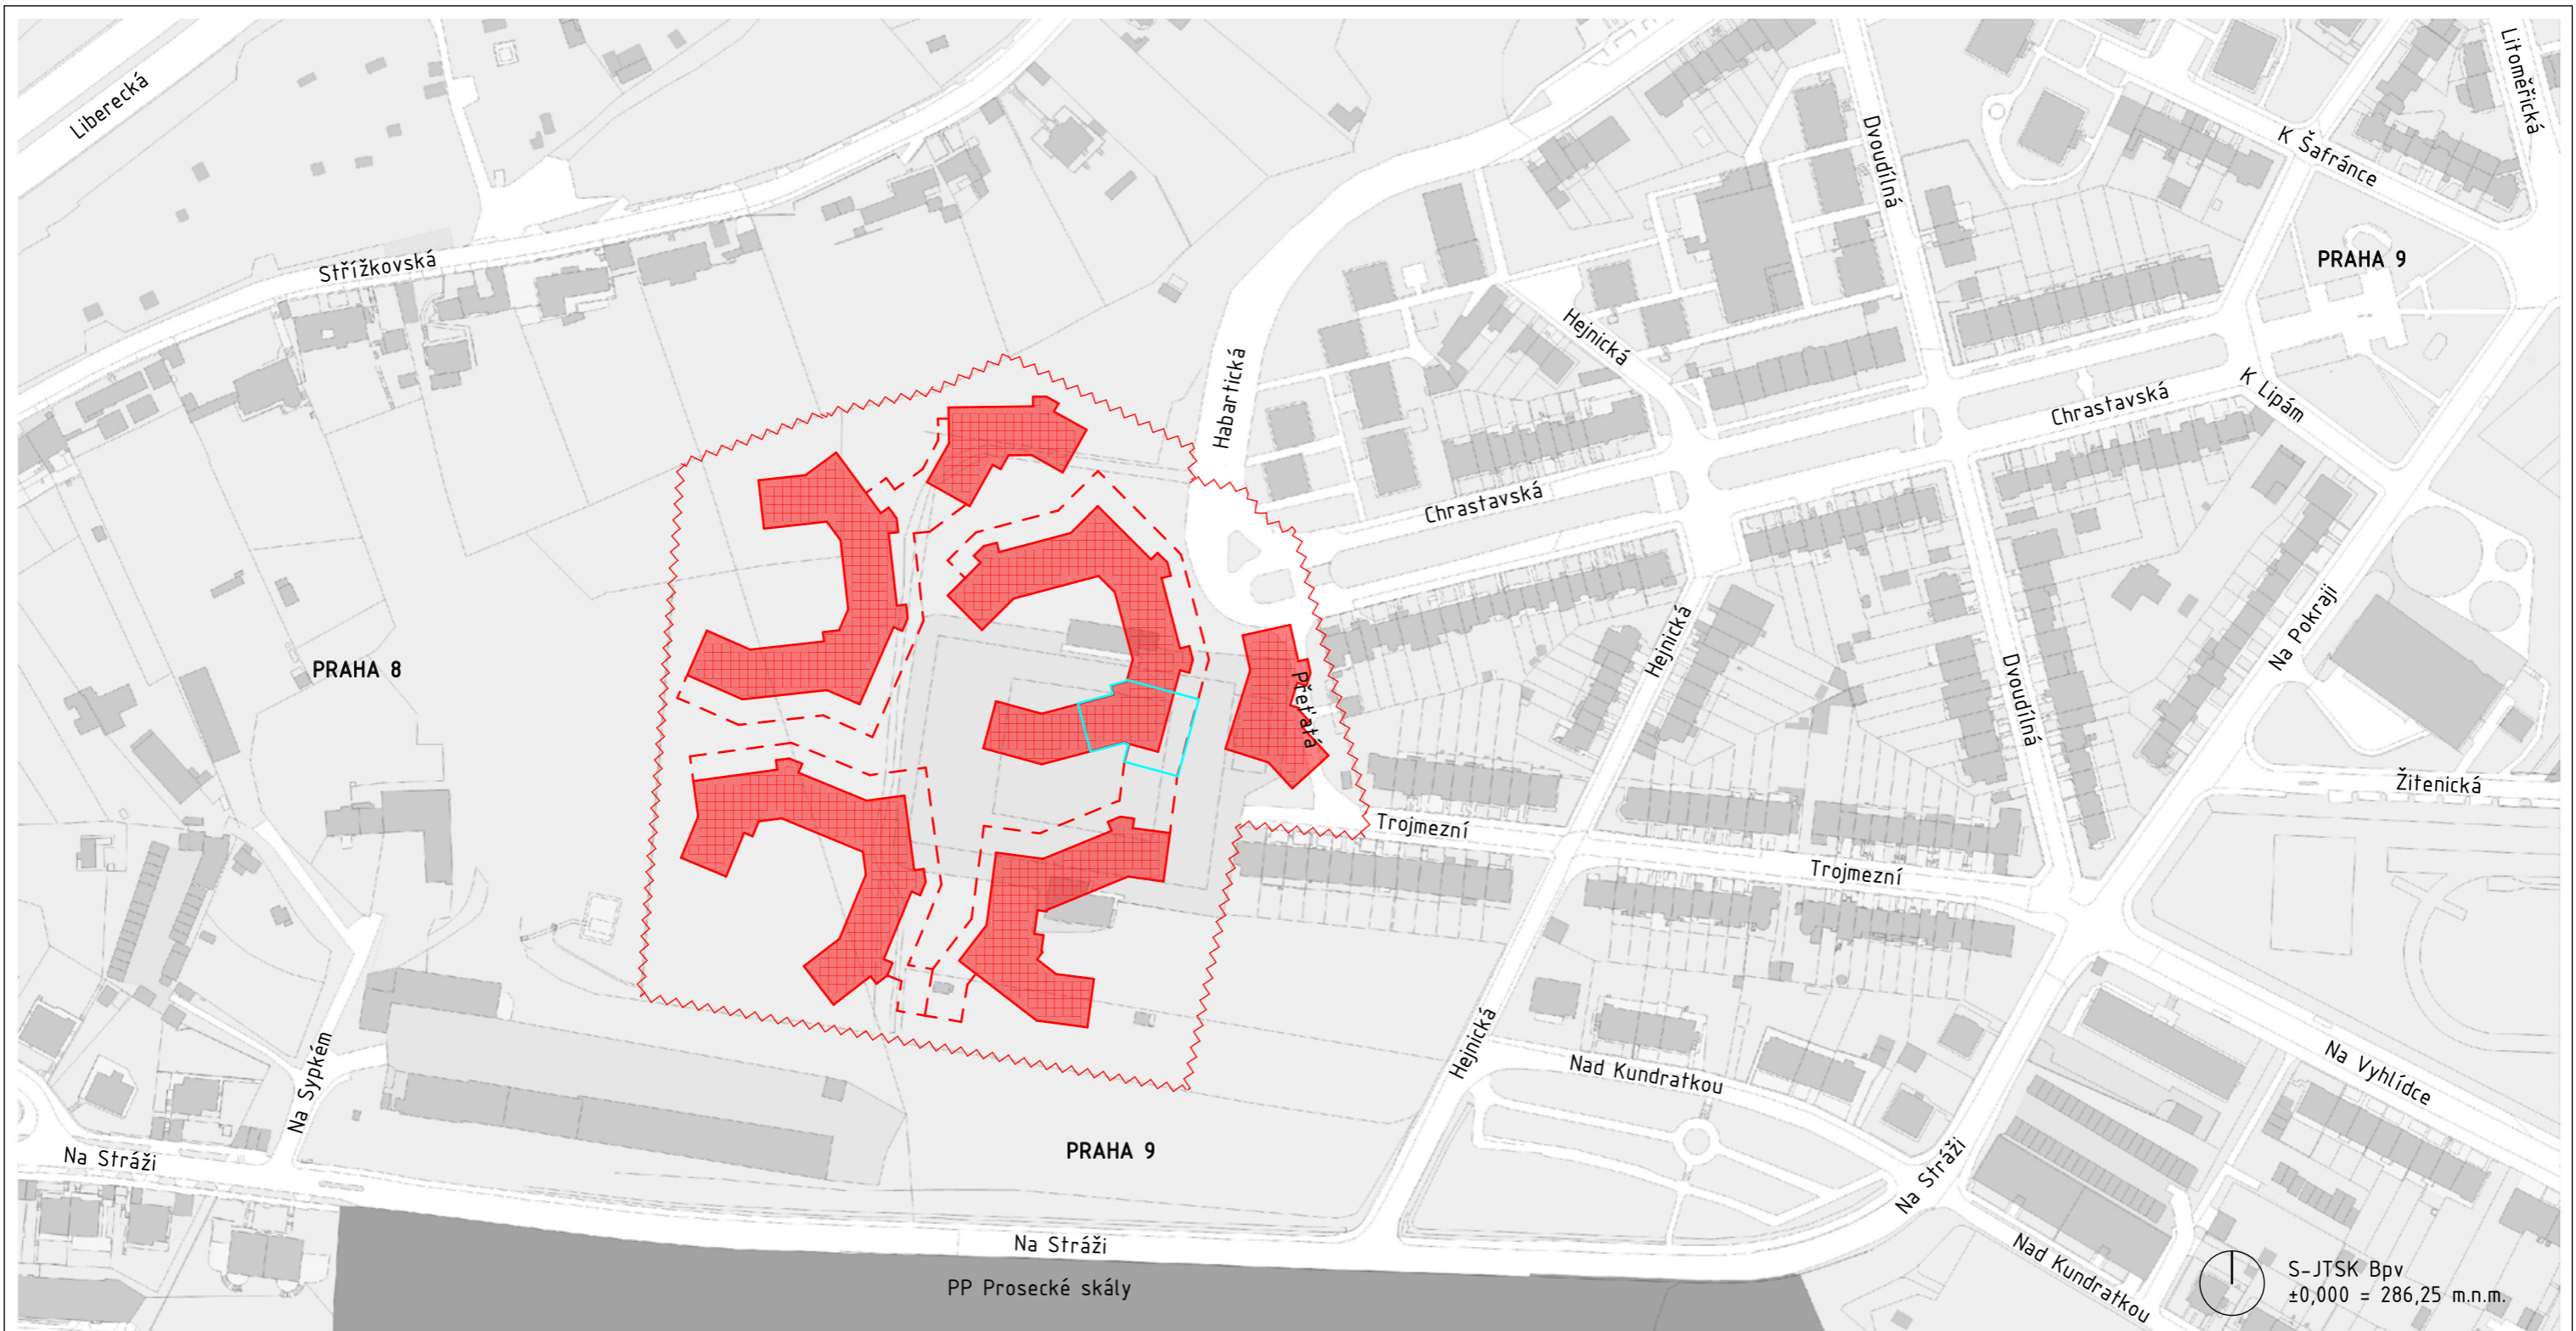 Liberecká
Litoměřická
Dvoudílná
K Šafránce
Střížkovská
PRAHA 9
Hejnická
Habartická
K Lipám
Chrastavská
Chrastavská
Na Pokraji
Hejnická
PRAHA 8
Dvoudílná
Přeťatá
Žitenická
Trojmezní
Trojmezní
Hejnická
Nad Kundratkou
Na Vyhlídce
Na Sypkém
PRAHA 9
Na Stráži
Na Stráži
Na Stráži
Nad Kundratkou
PP Prosecké skály
S-JTSK Bpv
±0,000 = 286,25 m.n.m.